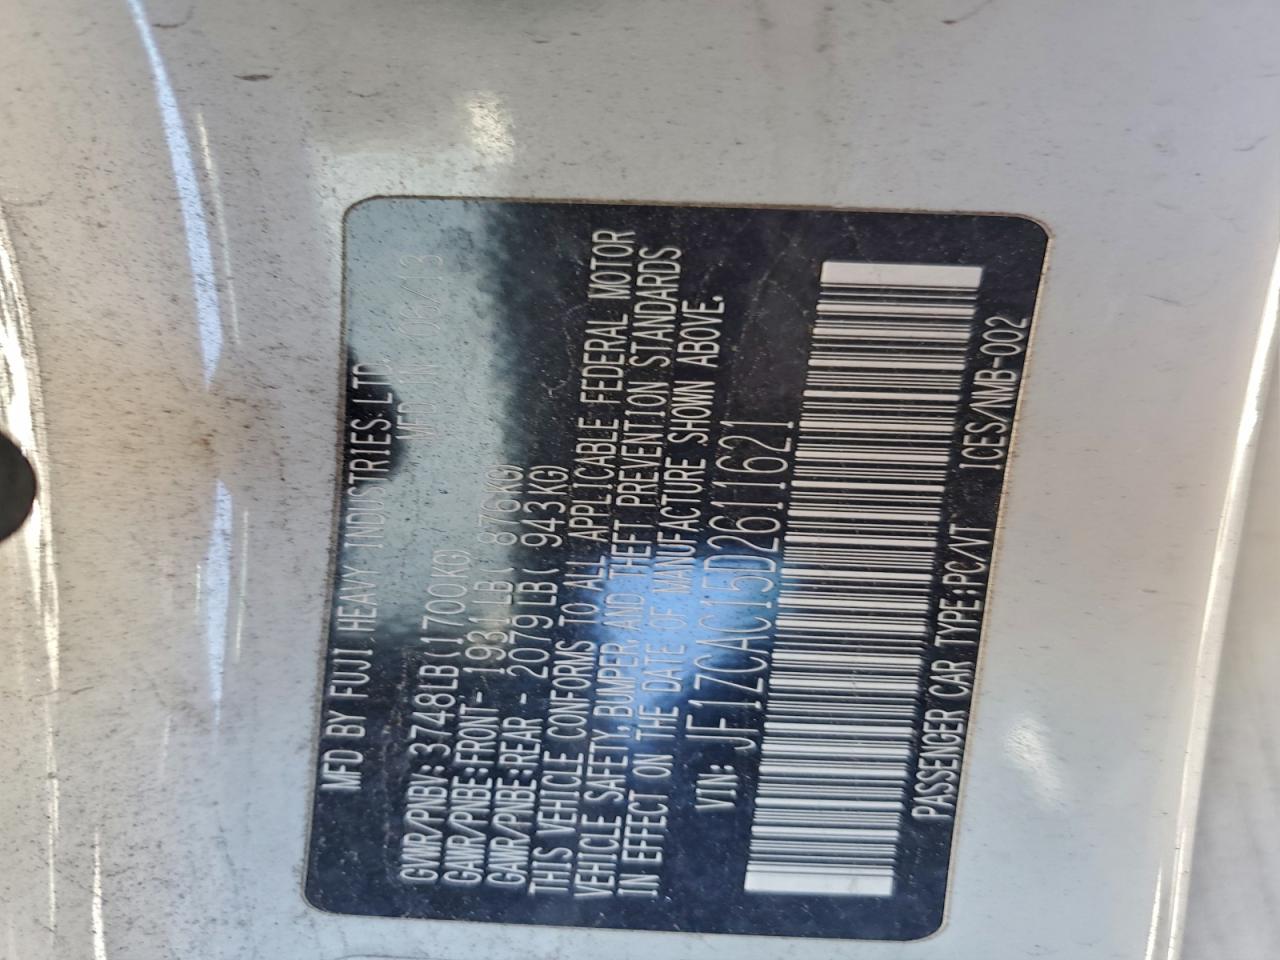 MFD BY FUJI HEAVY INDUSTRIES LTD.
MFD IN 06/13
GVWR/PNBV: 3748LB(1700KG)
GAWR/PNBE:FRONT- 1931LB( 876KG)
GAWR/PNBE:REAR - 2079LB( 943KG)
THIS VEHICLE CONFORMS TO ALL APPLICABLE FEDERAL MOTOR
VEHICLE SAFETY, BUMPER, AND THEFT PREVENTION STANDARDS
IN EFFECT ON THE DATE OF MANUFACTURE SHOWN ABOVE.
VIN: JF1ZCAC15D2611621
PASSENGER CAR TYPE:PC/VT ICES/NMB-002